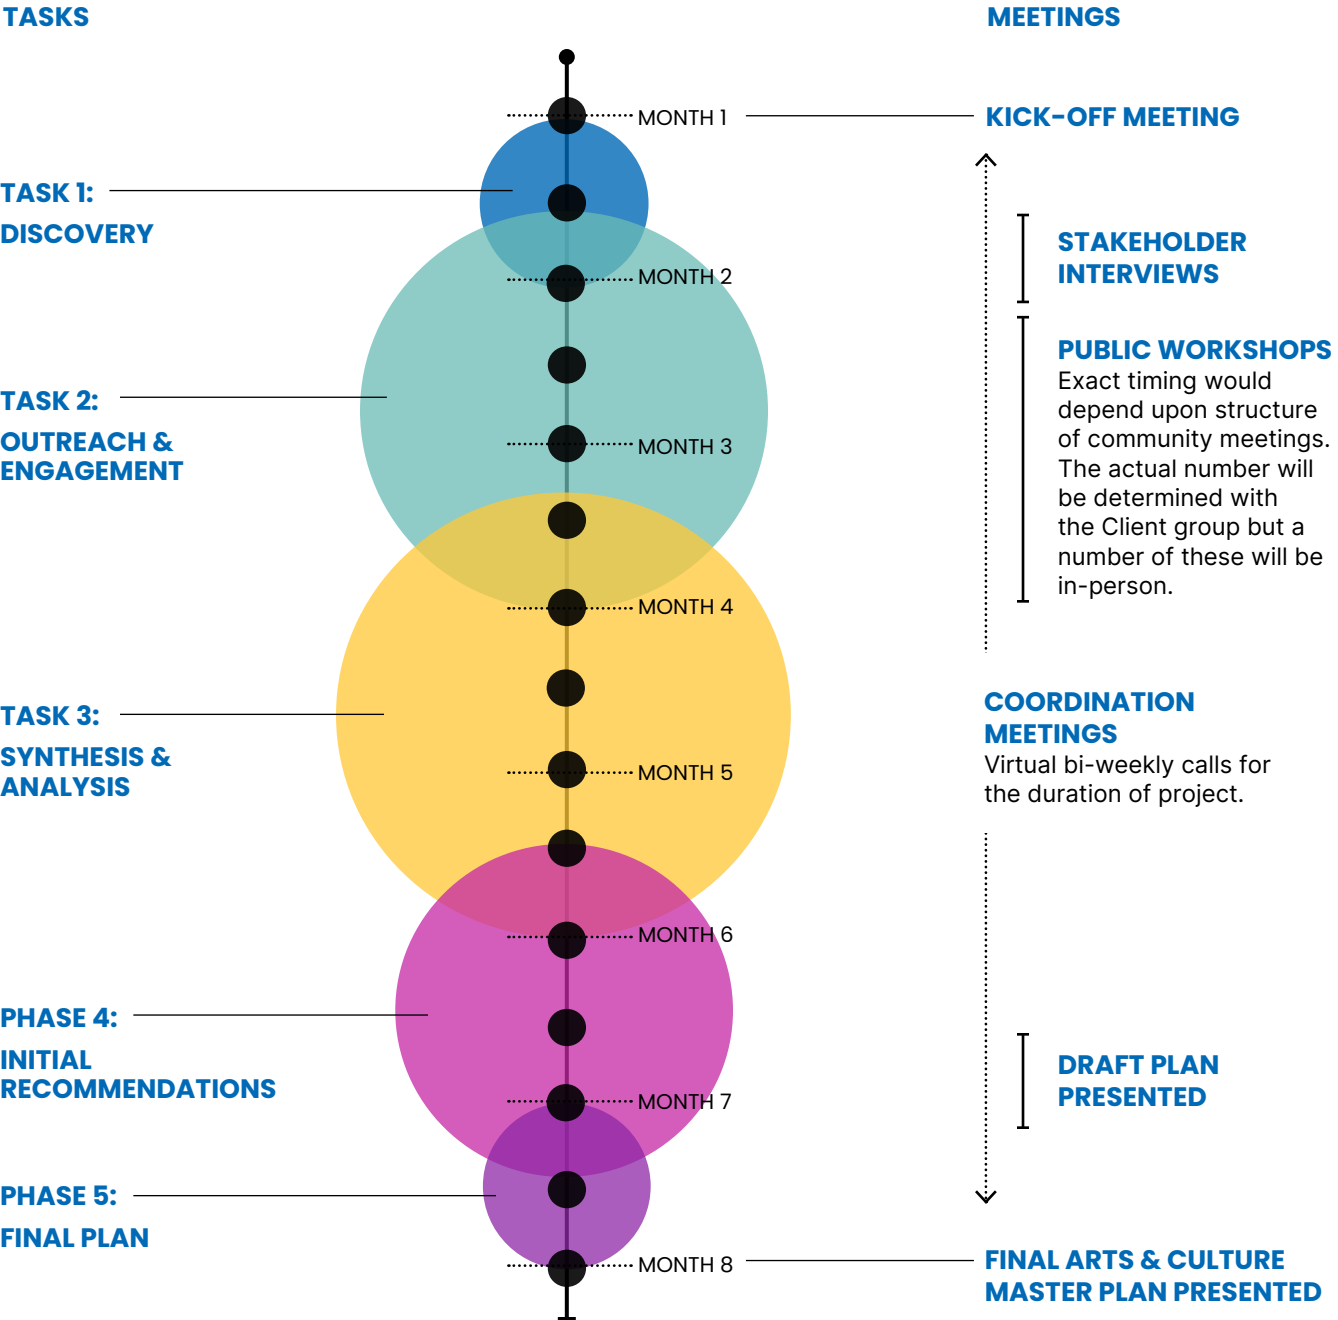 TASKS
MEETINGS
MONTH 1
KICK-OFF MEETING
TASK 1:
DISCOVERY
STAKEHOLDER
INTERVIEWS
MONTH 2
PUBLIC WORKSHOPS
Exact timing would
depend upon structure
of community meetings.
The actual number will
be determined with
the Client group but a
number of these will be
in-person.
TASK 2:
OUTREACH &
ENGAGEMENT
MONTH 3
MONTH 4
TASK 3:
SYNTHESIS &
ANALYSIS
COORDINATION
MEETINGS
Virtual bi-weekly calls for
the duration of project.
MONTH 5
MONTH 6
PHASE 4:
INITIAL
RECOMMENDATIONS
DRAFT PLAN
PRESENTED
MONTH 7
PHASE 5:
FINAL PLAN
MONTH 8
FINAL ARTS & CULTURE
MASTER PLAN PRESENTED